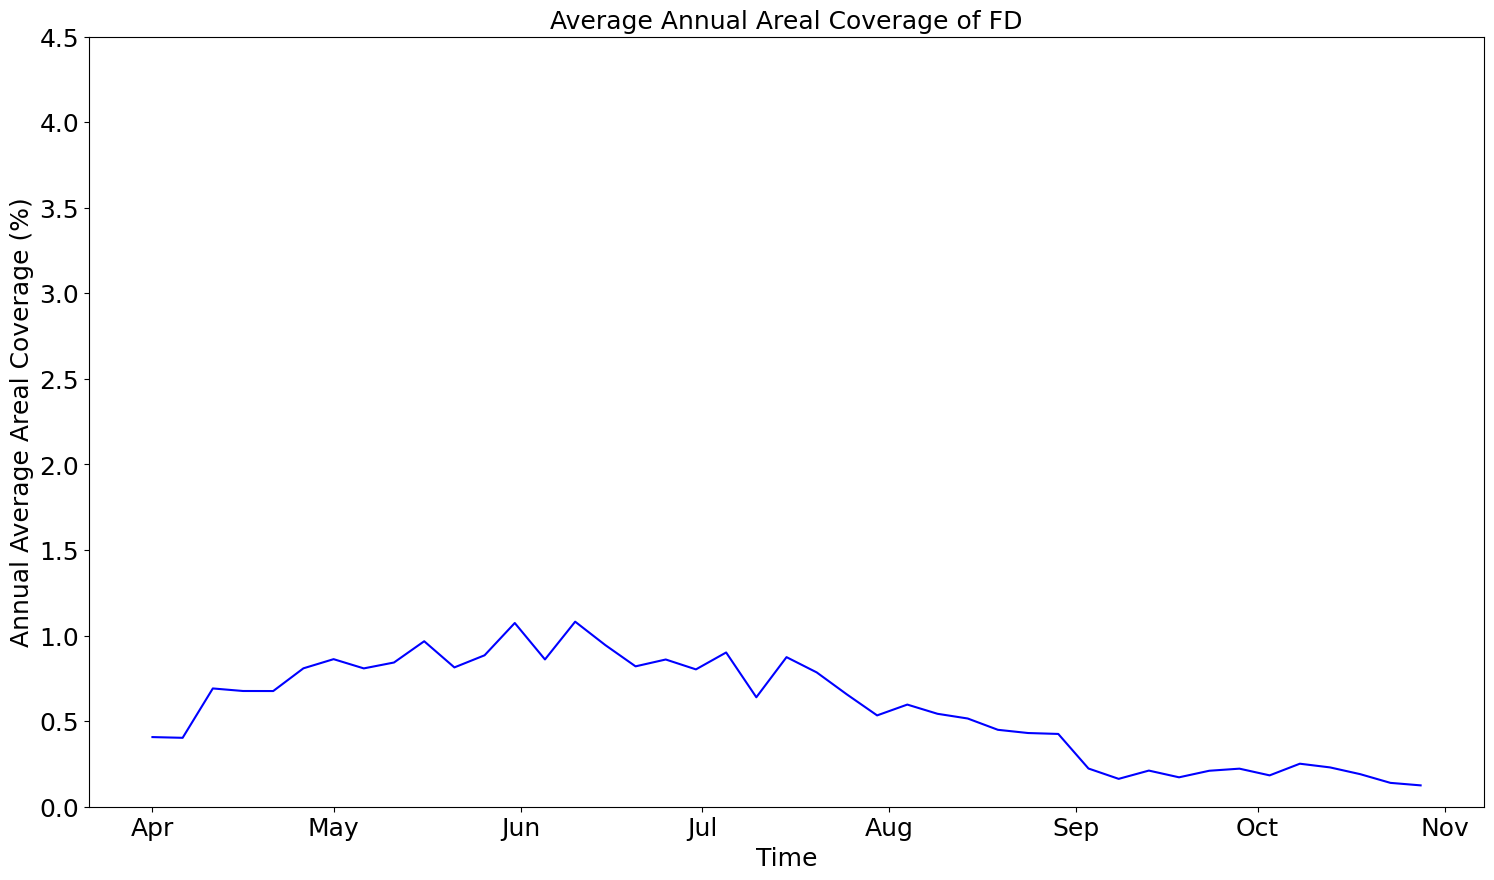 Average Annual Areal Coverage of FD
Annual Average Areal Coverage (%)
4.5
4.0
3.5
3.0
2.5
2.0
1.5
1.0
0.5
0.0
Apr May Jun Jul Aug Sep Oct Nov
Time